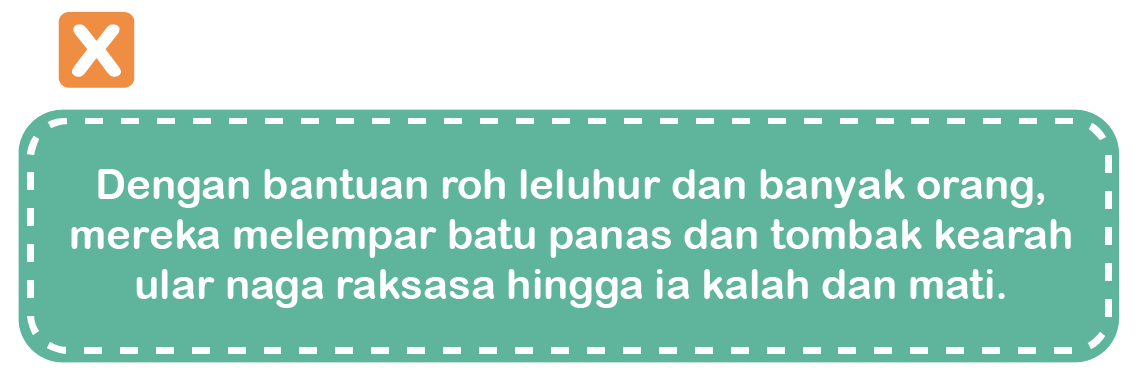 X
Dengan bantuan roh leluhur dan banyak orang,
mereka melempar batu panas dan tombak kearah
ular naga raksasa hingga ia kalah dan mati.